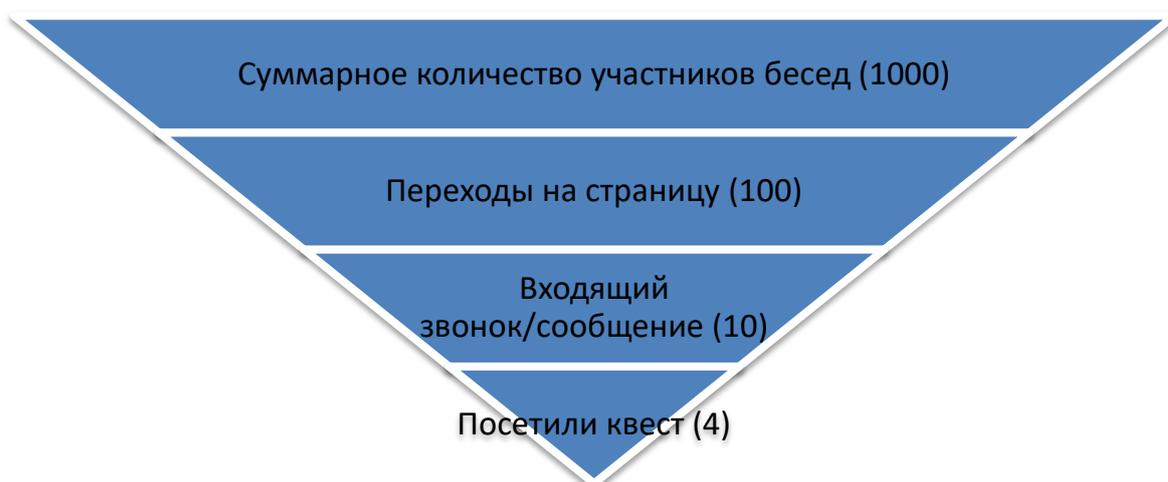 Суммарное количество участников бесед (1000)
Переходы на страницу (100)
Входящий
звонок/сообщение (10)
Посетили квест (4)